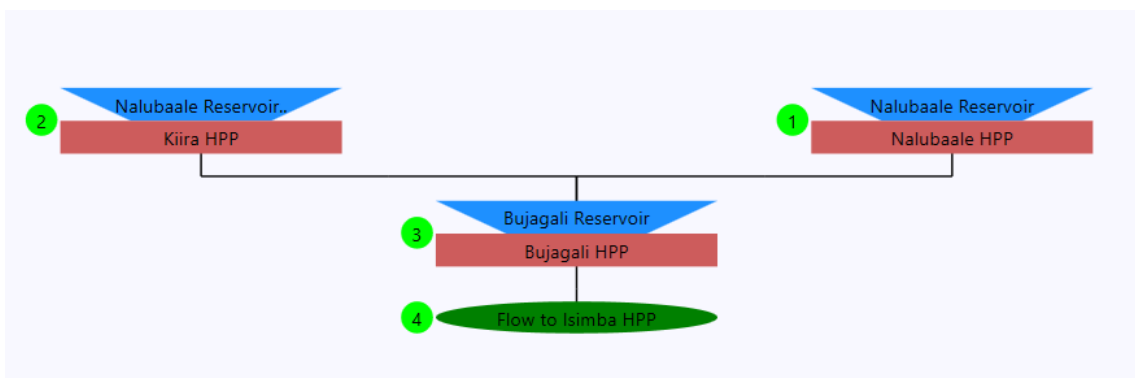 Nalubaale Reservoir..
2
Kiira HPP
Nalubaale Reservoir
1
Nalubaale HPP
Bujagali Reservoir
3
Bujagali HPP
4
Flow to Isimba HPP